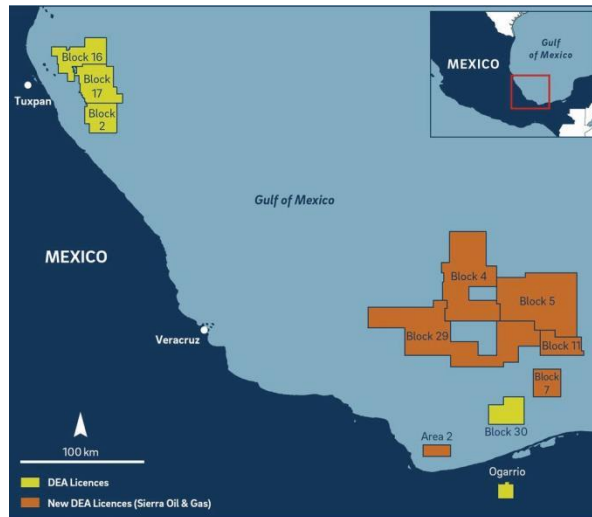 Block 16
Block
17
Block
2
Tuxpan
Gulf
of Mexico
MEXICO
Gulf of Mexico
MEXICO
Veracruz
Block 4
Block 5
Block 29
Block 11
Block
7
Block 30
Area 2
Ogarrio
100 km
DEA Licences
New DEA Licences (Sierra Oil & Gas)